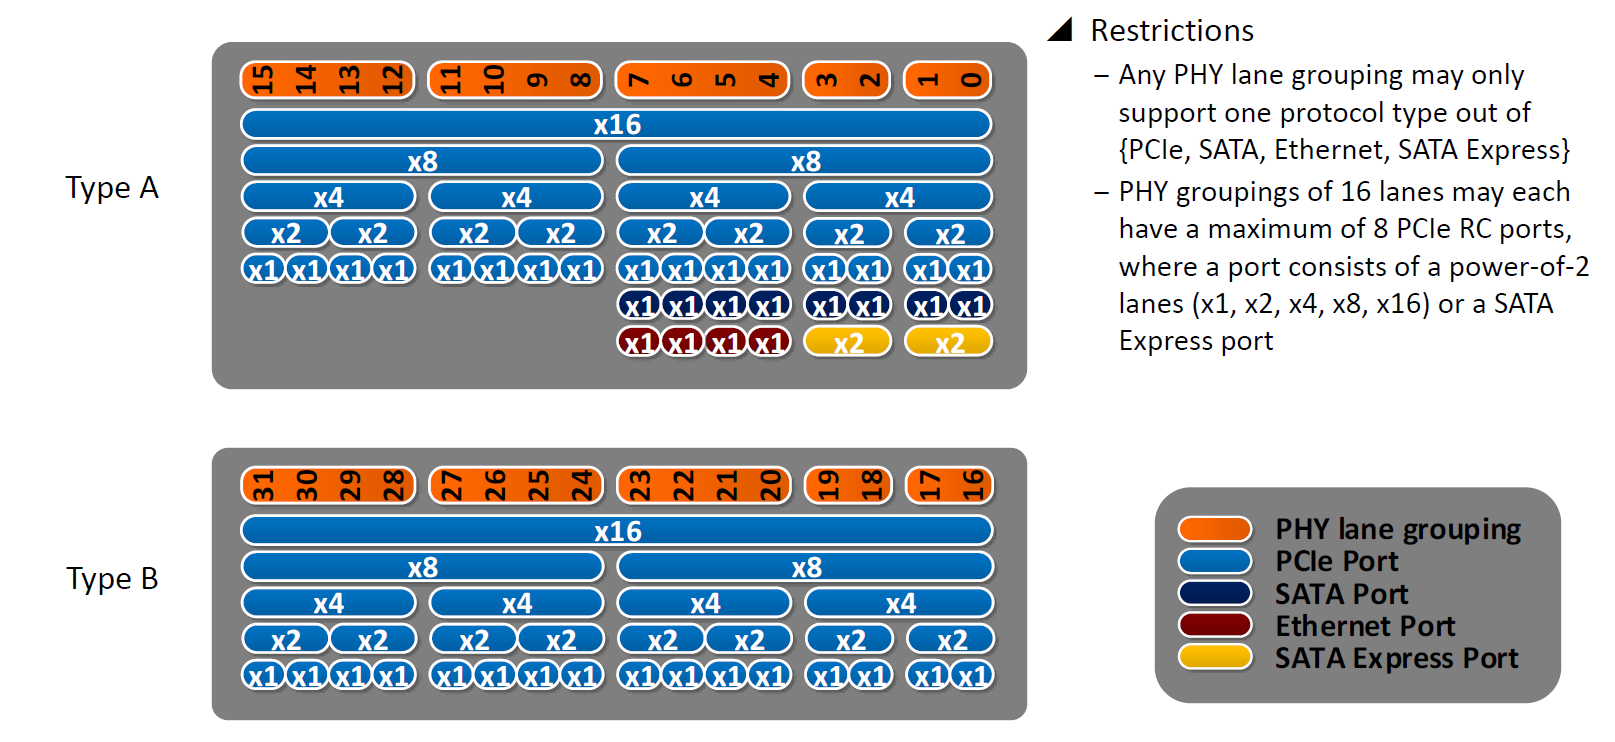 Restrictions
– Any PHY lane grouping may only
support one protocol type out of
{PCIe, SATA, Ethernet, SATA Express}
– PHY groupings of 16 lanes may each
have a maximum of 8 PCIe RC ports,
where a port consists of a power-of-2
lanes (x1, x2, x4, x8, x16) or a SATA
Express port
Type A
15 14 13 12 11 10 9 8 7 6 5 4 3 2 1 0
x16
x8 x8
x4 x4 x4 x4
x2 x2 x2 x2 x2 x2 x2 x2
x1 x1 x1 x1 x1 x1 x1 x1 x1 x1 x1 x1 x1 x1 x1 x1
x1 x1 x1 x1 x1 x1 x1 x1
x1 x1 x1 x1 x2 x2
Type B
31 30 29 28 27 26 25 24 23 22 21 20 19 18 17 16
x16
x8 x8
x4 x4 x4 x4
x2 x2 x2 x2 x2 x2 x2 x2
x1 x1 x1 x1 x1 x1 x1 x1 x1 x1 x1 x1 x1 x1 x1 x1
PHY lane grouping
PCIe Port
SATA Port
Ethernet Port
SATA Express Port